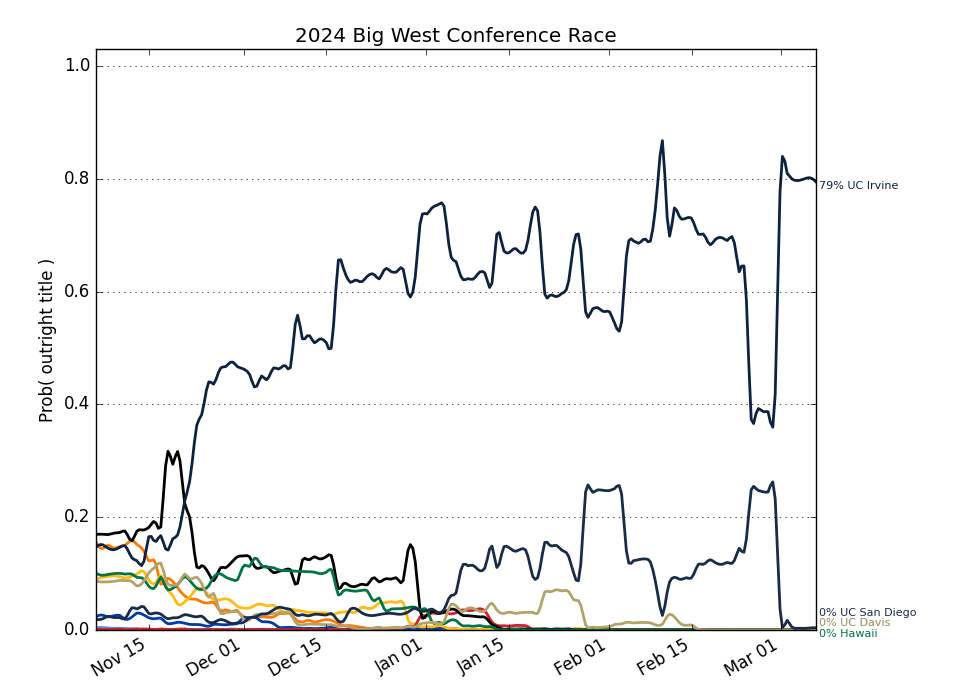 2024 Big West Conference Race
Prob( outright title )
1.0
0.8
0.6
0.4
0.2
0.0
79% UC Irvine
0% UC San Diego
0% UC Davis
0% Hawaii
Nov 15
Dec 01
Dec 15
Jan 01
Jan 15
Feb 01
Feb 15
Mar 01